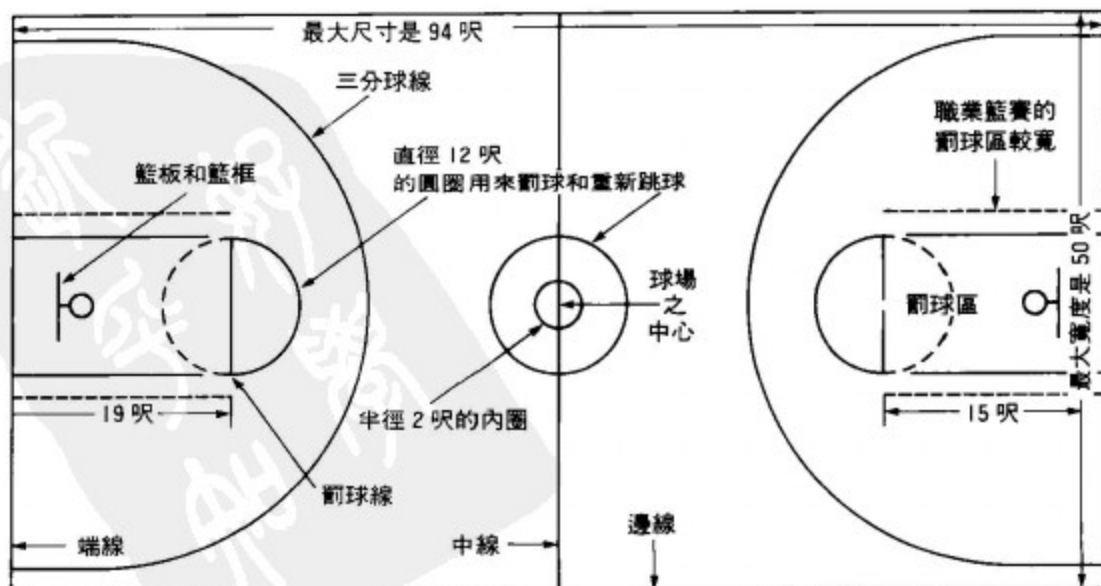 最大尺寸是 94 呎
三分球線
職業籃賽的
罰球區較寬
直徑 12 呎
的圓圈用來罰球和重新跳球
籃板和籃框
球場
之
中心
罰球區
最大寬度是 50 呎
19 呎
半徑 2 呎的內圈
15 呎
罰球線
端線
中線
邊線